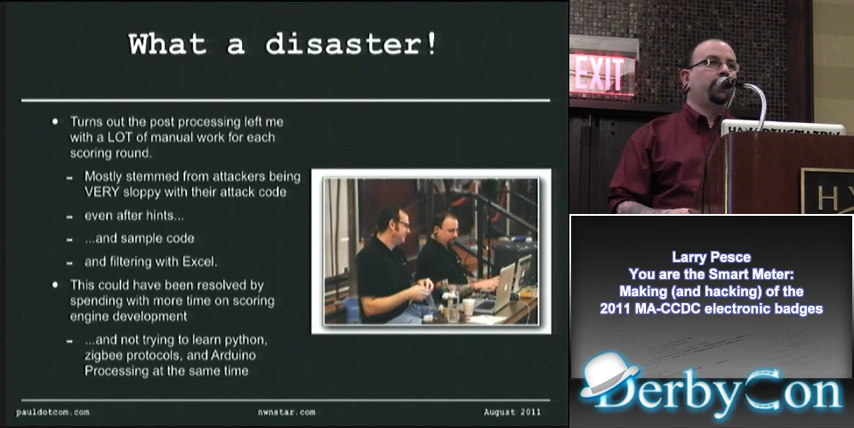 What a disaster!
Turns out the post processing left me
with a LOT of manual work for each
scoring round.
Mostly stemmed from attackers being
VERY sloppy with their attack code
even after hints...
...and sample code
and filtering with Excel.
This could have been resolved by
spending with more time on scoring
engine development
...and not trying to learn python,
zigbee protocols, and Arduino
Processing at the same time
pauldotcom.com
nwnstar.com
August 2011
EXIT
HY
Larry Pesce
You are the Smart Meter:
Making (and hacking) of the
2011 MA-CCDC electronic badges
DerbyCon